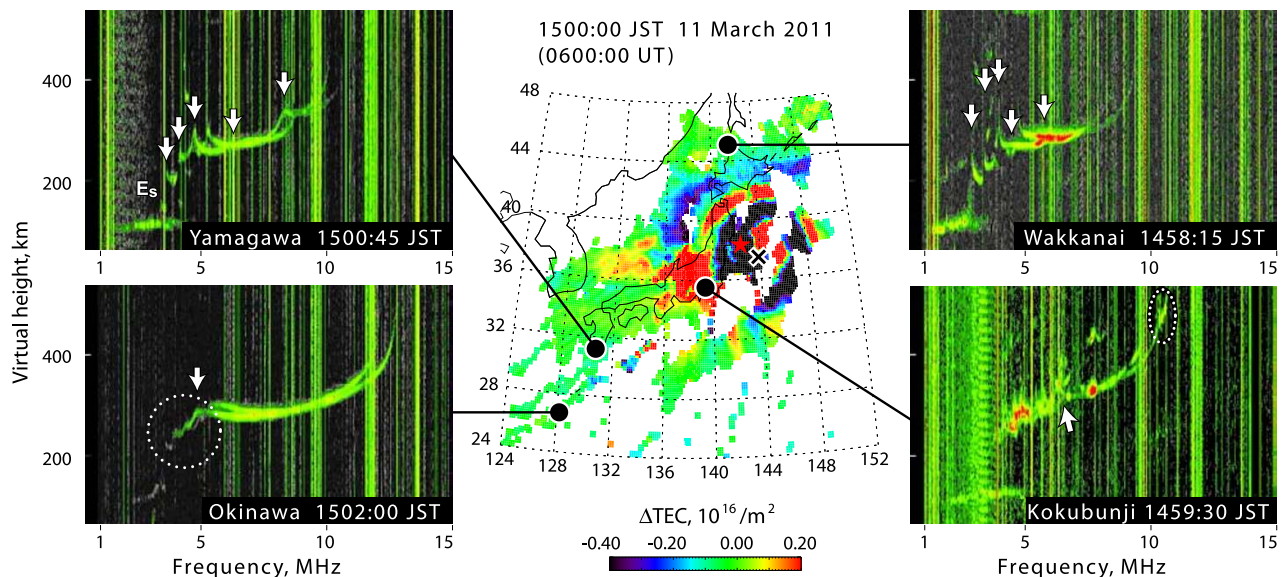 1500:00 JST 11 March 2011
(0600:00 UT)
Virtual height, km
400
200
Es
Yamagawa 1500:45 JST
1 5 10 15
400
200
Okinawa 1502:00 JST
1 5 10 15
Frequency, MHz
48
44
40
36
32
28
24
124 128 132 136 140 144 148 152
ΔTEC, 10¹⁶/m²
-0.40 -0.20 0.00 0.20
Wakkanai 1458:15 JST
1 5 10 15
Kokubunji 1459:30 JST
1 5 10 15
Frequency, MHz